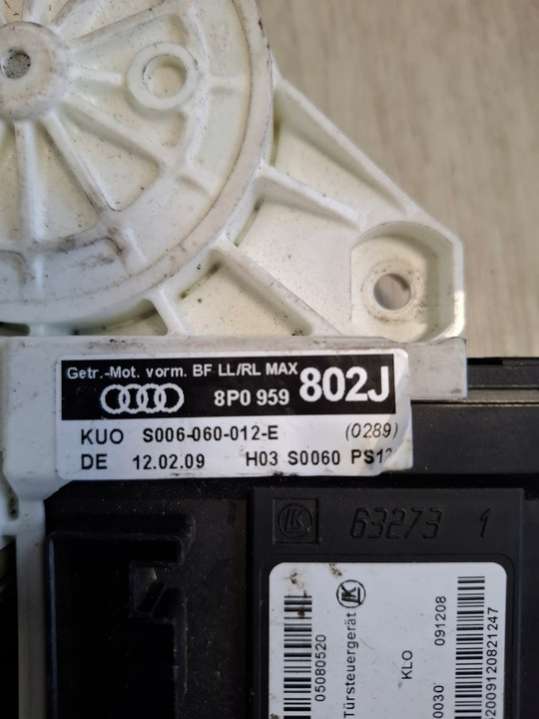 Getr.-Mot. vorm. BF LL/RL MAX
8P0 959 802J
KUO S006-060-012-E (0289)
DE 12.02.09 H03 S0060
63273 1
05080520
Türsteuergerät
KLO 091208
2009120821247